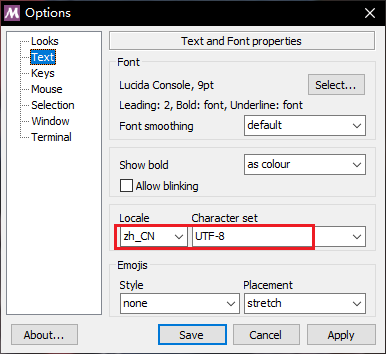 Options
Looks
Text
Keys
Mouse
Selection
Window
Terminal
Text and Font properties
Font
Lucida Console, 9pt
Select...
Leading: 2, Bold: font, Underline: font
Font smoothing
default
Show bold
as colour
Allow blinking
Locale
Character set
zh_CN
UTF-8
Emojis
Style
Placement
none
stretch
About...
Save
Cancel
Apply